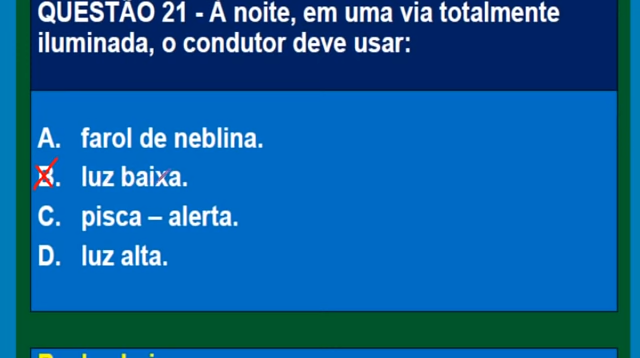 QUESTÃO 21 - À noite, em uma via totalmente
iluminada, o condutor deve usar:
A. farol de neblina.
B. luz baixa.
C. pisca – alerta.
D. luz alta.